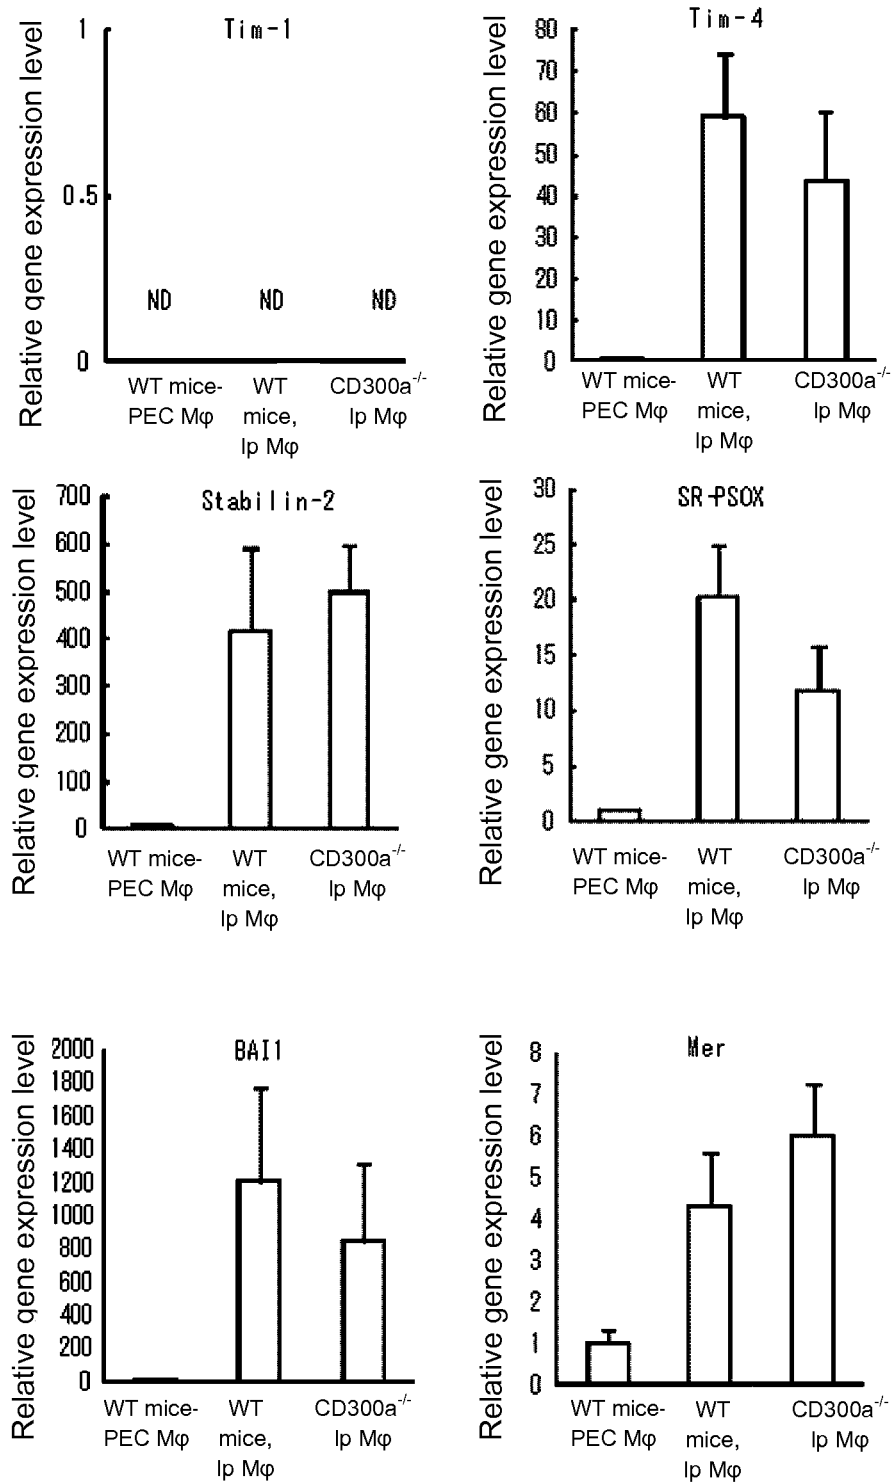 Tim-1
Relative gene expression level
1
0.5
0
ND
ND
ND
WT mice-
PEC Mφ
WT
mice,
Ip Mφ
CD300a-/-
Ip Mφ
Tim-4
Relative gene expression level
80
70
60
50
40
30
20
10
0
WT mice-
PEC Mφ
WT
mice,
Ip Mφ
CD300a-/-
Ip Mφ
Stabilin-2
Relative gene expression level
700
600
500
400
300
200
100
0
WT mice-
PEC Mφ
WT
mice,
Ip Mφ
CD300a-/-
Ip Mφ
SR-PSOX
Relative gene expression level
30
25
20
15
10
5
0
WT mice-
PEC Mφ
WT
mice,
Ip Mφ
CD300a-/-
Ip Mφ
BAI1
Relative gene expression level
2000
1800
1600
1400
1200
1000
800
600
400
200
0
WT mice-
PEC Mφ
WT
mice,
Ip Mφ
CD300a-/-
Ip Mφ
Mer
Relative gene expression level
8
7
6
5
4
3
2
1
0
WT mice-
PEC Mφ
WT
mice,
Ip Mφ
CD300a-/-
Ip Mφ